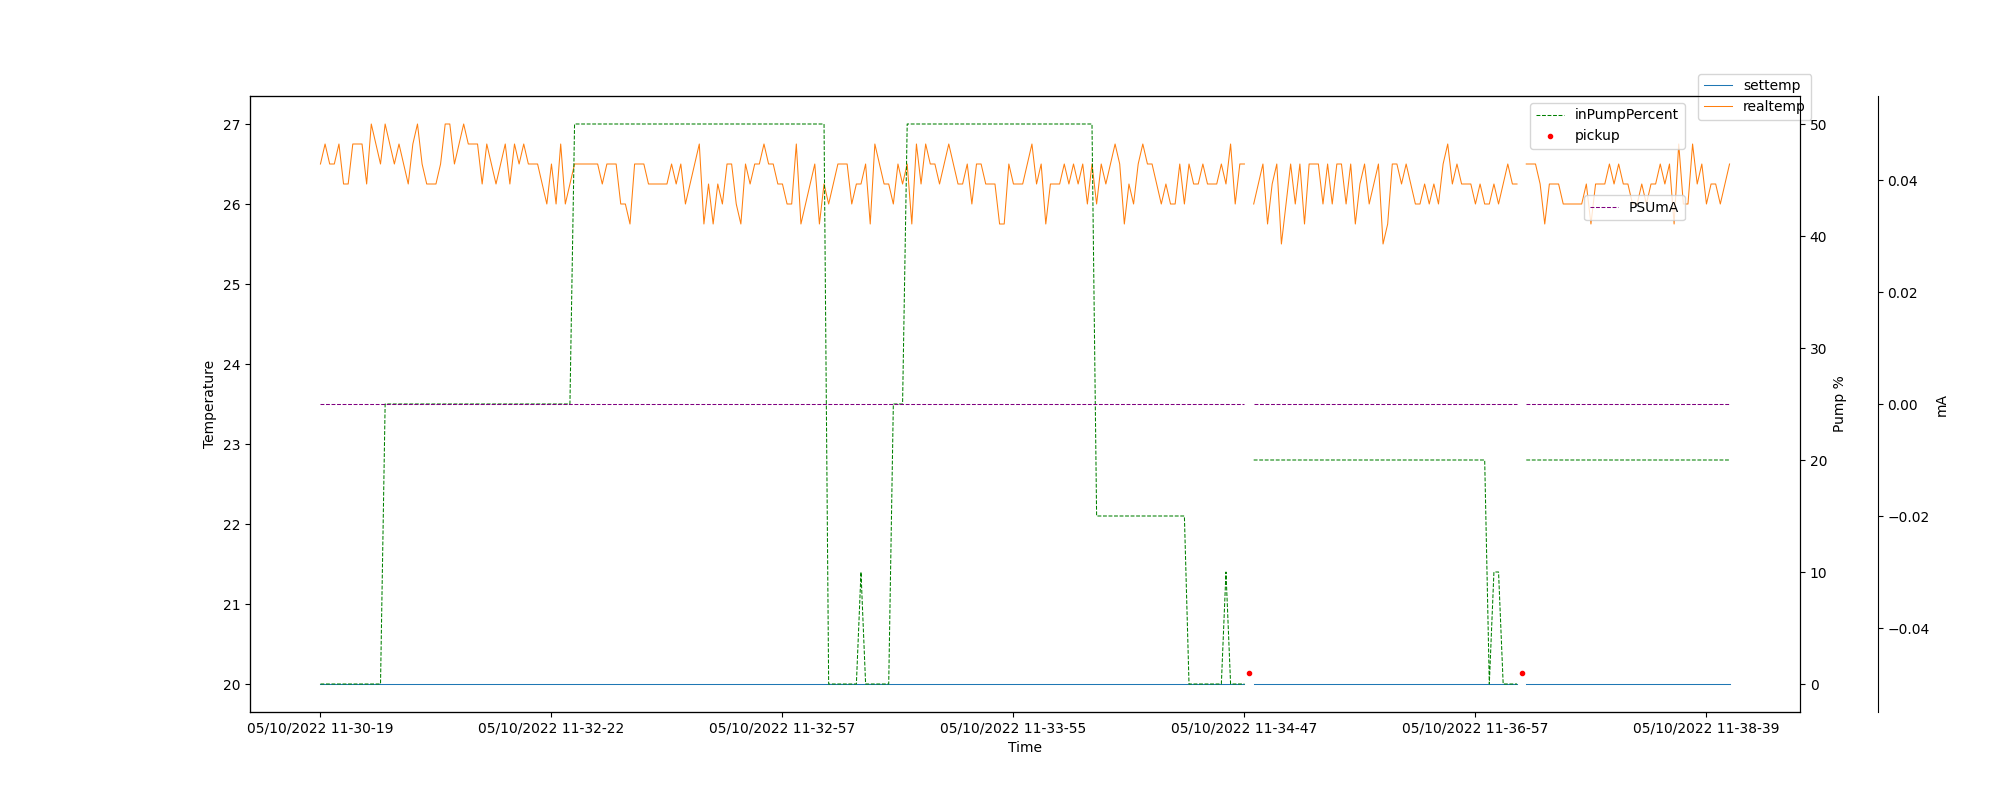 settemp
realtemp
inPumpPercent
pickup
PSUmA
27
26
25
24
23
22
21
20
Temperature
50
40
30
20
10
0
Pump %
0.04
0.02
0.00
−0.02
−0.04
mA
05/10/2022 11-30-19
05/10/2022 11-32-22
05/10/2022 11-32-57
05/10/2022 11-33-55
05/10/2022 11-34-47
05/10/2022 11-36-57
05/10/2022 11-38-39
Time